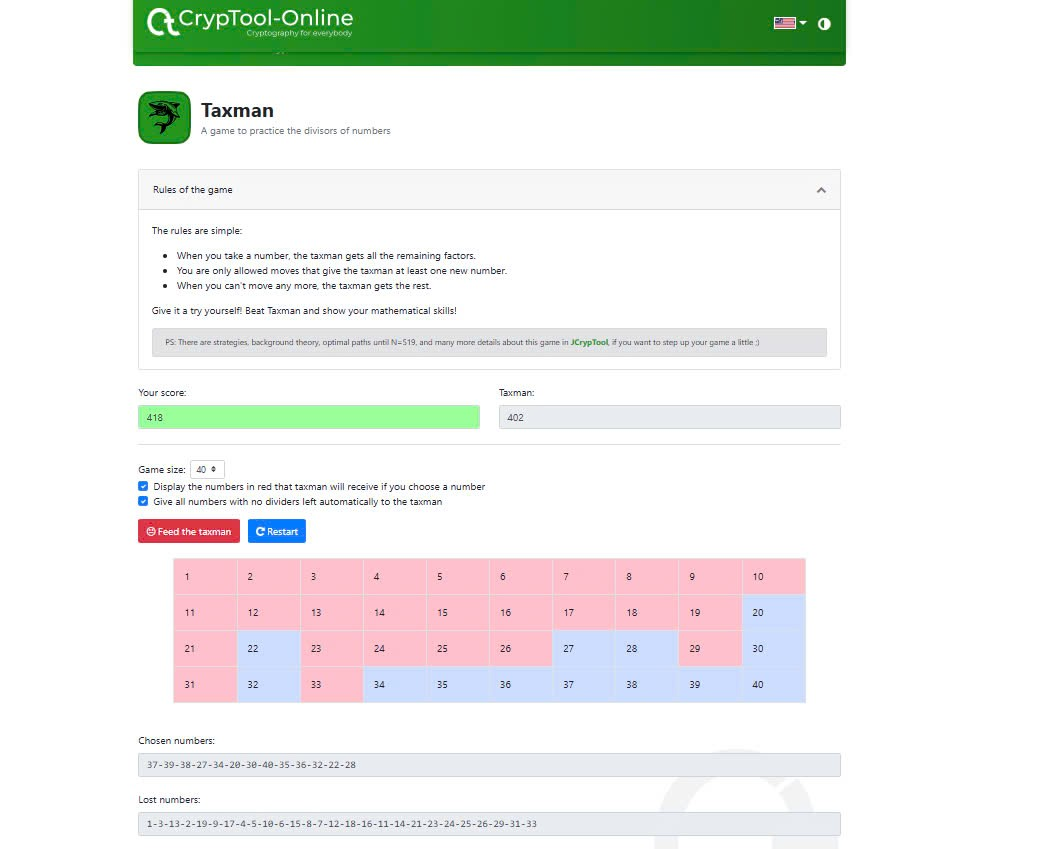 CrypTool-Online
Cryptography for everybody
Taxman
A game to practice the divisors of numbers
Rules of the game
The rules are simple:
When you take a number, the taxman gets all the remaining factors.
You are only allowed moves that give the taxman at least one new number.
When you can't move any more, the taxman gets the rest.
Give it a try yourself! Beat Taxman and show your mathematical skills!
PS: There are strategies, background theory, optimal paths until N=519, and many more details about this game in JCrypTool, if you want to step up your game a little ;)
Your score: Taxman:
418 402
Game size: 40
Display the numbers in red that taxman will receive if you choose a number
Give all numbers with no dividers left automatically to the taxman
Feed the taxman Restart
1 2 3 4 5 6 7 8 9 10
11 12 13 14 15 16 17 18 19 20
21 22 23 24 25 26 27 28 29 30
31 32 33 34 35 36 37 38 39 40
Chosen numbers:
37-39-38-27-34-20-30-40-35-36-32-22-28
Lost numbers:
1-3-13-2-19-9-17-4-5-10-6-15-8-7-12-18-16-11-14-21-23-24-25-26-29-31-33